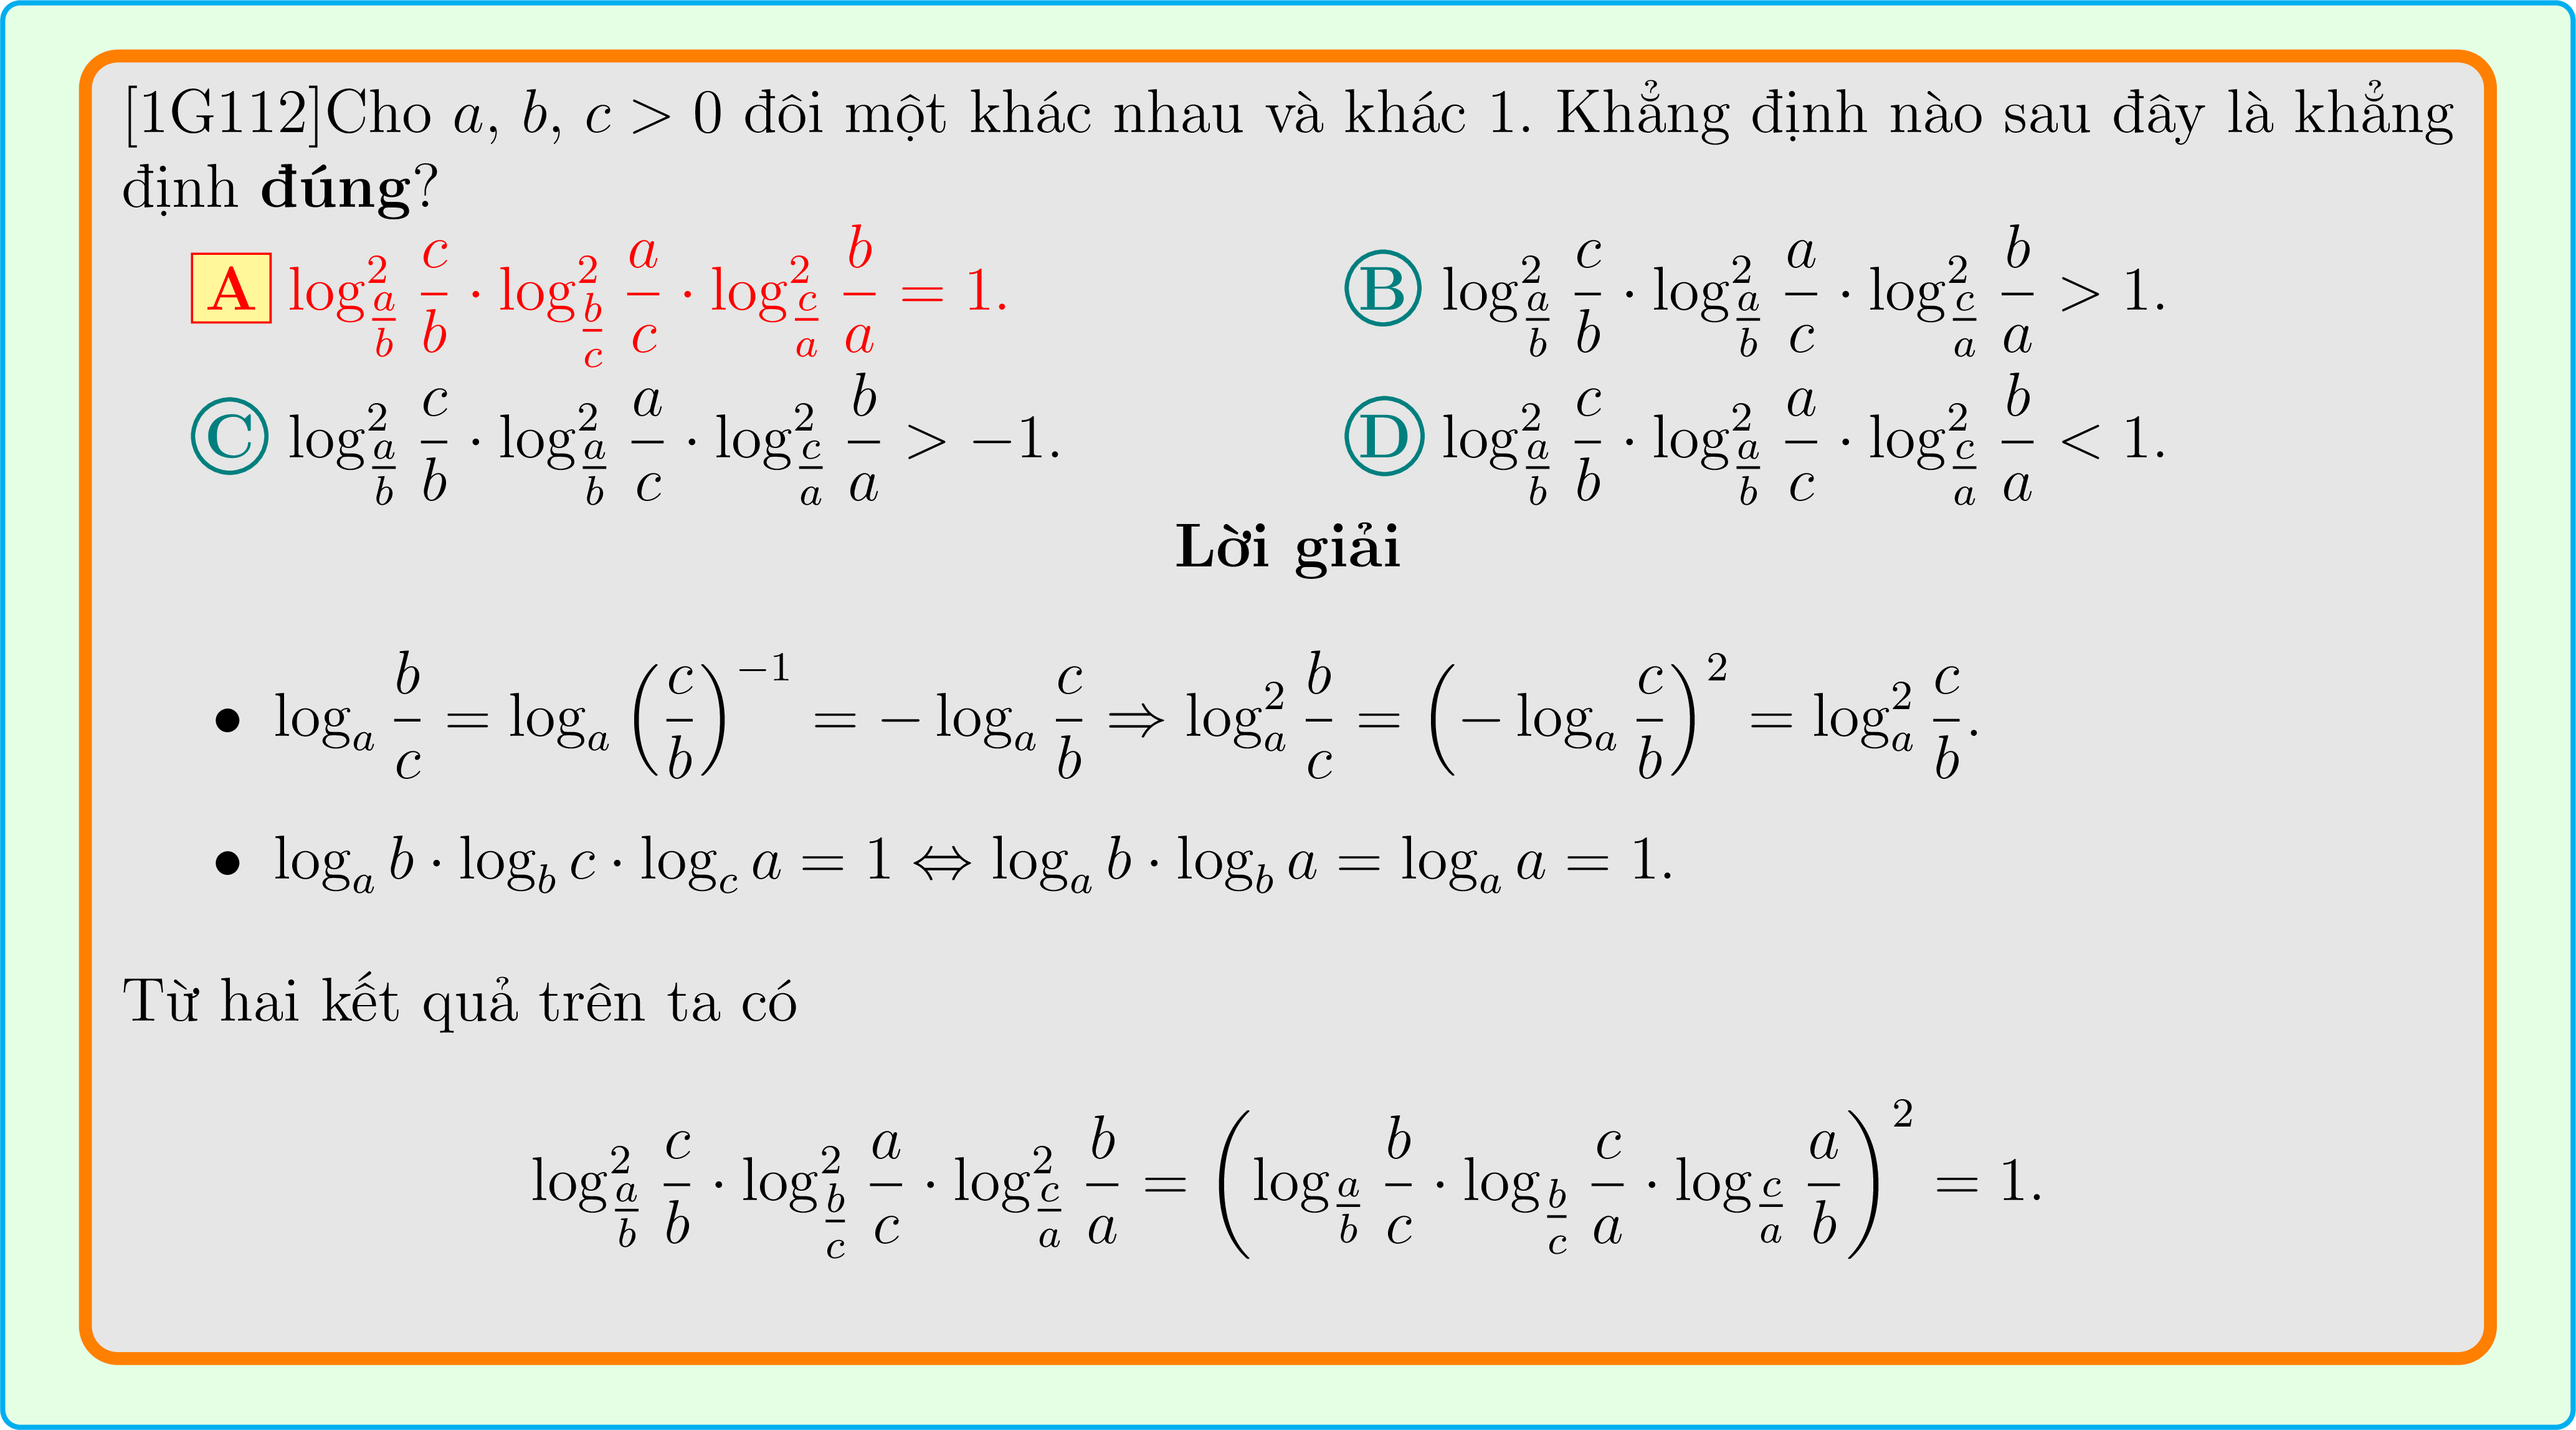 [1G112]Cho a, b, c > 0 đôi một khác nhau và khác 1. Khẳng định nào sau đây là khẳng
định đúng?
A $\log^2_{\frac{a}{b}} \frac{c}{b} \cdot \log^2_{\frac{b}{c}} \frac{a}{c} \cdot \log^2_{\frac{c}{a}} \frac{b}{a} = 1.$ B $\log^2_{\frac{a}{b}} \frac{c}{b} \cdot \log^2_{\frac{a}{b}} \frac{a}{c} \cdot \log^2_{\frac{c}{a}} \frac{b}{a} > 1.$
C $\log^2_{\frac{a}{b}} \frac{c}{b} \cdot \log^2_{\frac{a}{b}} \frac{a}{c} \cdot \log^2_{\frac{c}{a}} \frac{b}{a} > -1.$ D $\log^2_{\frac{a}{b}} \frac{c}{b} \cdot \log^2_{\frac{a}{b}} \frac{a}{c} \cdot \log^2_{\frac{c}{a}} \frac{b}{a} < 1.$
Lời giải
• $\log_a \frac{b}{c} = \log_a \left(\frac{c}{b}\right)^{-1} = -\log_a \frac{c}{b} \Rightarrow \log^2_a \frac{b}{c} = \left(-\log_a \frac{c}{b}\right)^2 = \log^2_a \frac{c}{b}.$
• $\log_a b \cdot \log_b c \cdot \log_c a = 1 \Leftrightarrow \log_a b \cdot \log_b a = \log_a a = 1.$
Từ hai kết quả trên ta có
$\log^2_{\frac{a}{b}} \frac{c}{b} \cdot \log^2_{\frac{b}{c}} \frac{a}{c} \cdot \log^2_{\frac{c}{a}} \frac{b}{a} = \left(\log_{\frac{a}{b}} \frac{b}{c} \cdot \log_{\frac{b}{c}} \frac{c}{a} \cdot \log_{\frac{c}{a}} \frac{a}{b}\right)^2 = 1.$